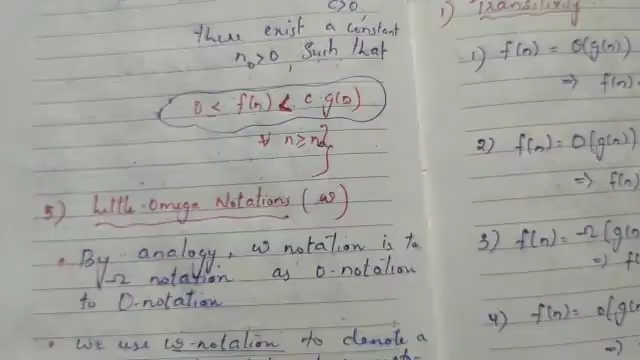 c>0
there exist a constant
n₀>0, such that
0 < f(n) < c·g(n)
∀ n≥n₀}
5) Little-Omega Notations (ω)
• By analogy, ω notation is to
Ω notation as o-notation
to O-notation
• we use ω-notation to denote a
1) Transitivity
1) f(n) = Θ(g(n))
⇒ f(n)
2) f(n) = O(g(n))
⇒ f(n)
3) f(n) = Ω(g(n)
⇒ f(
4) f(n) = o(g(n)
⇒